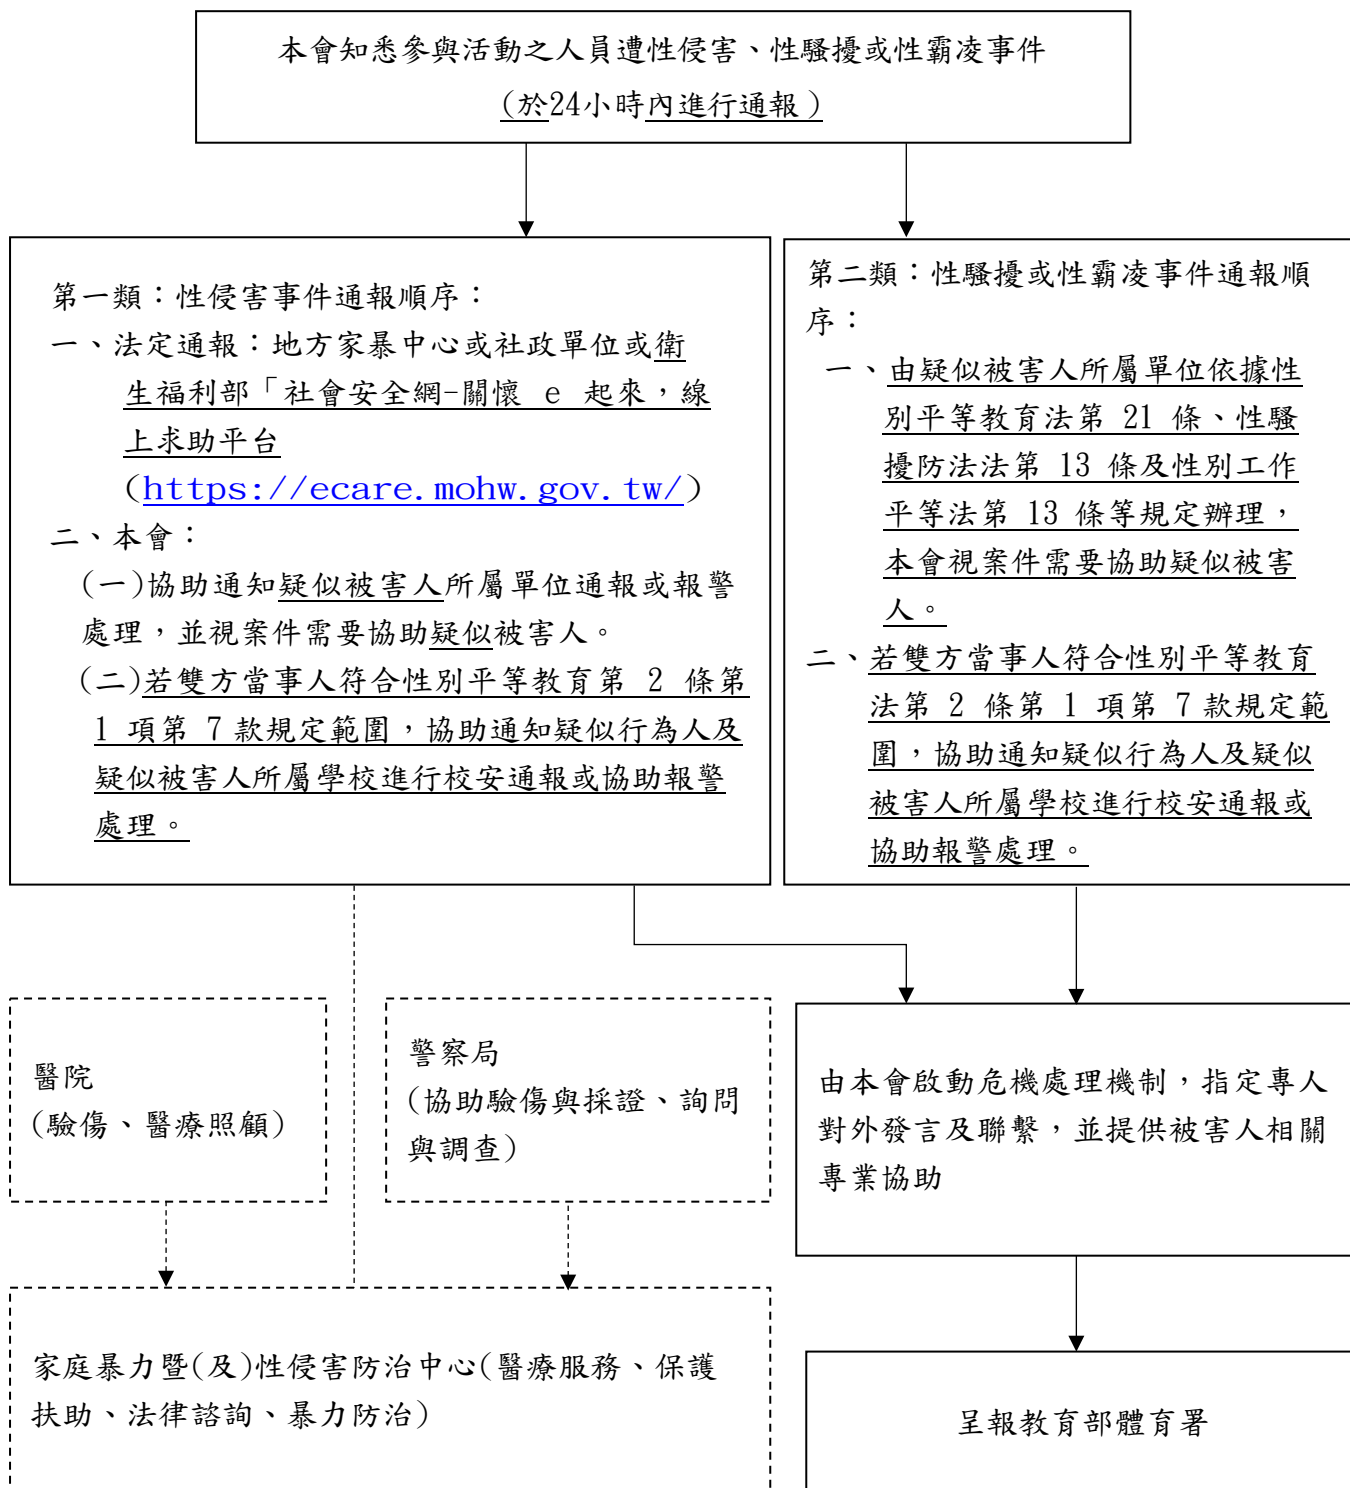 本會知悉參與活動之人員遭性侵害、性騷擾或性霸凌事件
(於24小時內進行通報)
第一類：性侵害事件通報順序：
一、法定通報：地方家暴中心或社政單位或衛
生福利部「社會安全網-關懷 e 起來，線
上求助平台
(https://ecare.mohw.gov.tw/)
二、本會：
(一)協助通知疑似被害人所屬單位通報或報警
處理，並視案件需要協助疑似被害人。
(二)若雙方當事人符合性別平等教育第 2 條第
1 項第 7 款規定範圍，協助通知疑似行為人及
疑似被害人所屬學校進行校安通報或協助報警
處理。
第二類：性騷擾或性霸凌事件通報順
序：
一、由疑似被害人所屬單位依據性
別平等教育法第 21 條、性騷
擾防法法第 13 條及性別工作
平等法第 13 條等規定辦理，
本會視案件需要協助疑似被害
人。
二、若雙方當事人符合性別平等教育
法第 2 條第 1 項第 7 款規定範
圍，協助通知疑似行為人及疑似
被害人所屬學校進行校安通報或
協助報警處理。
醫院
(驗傷、醫療照顧)
警察局
(協助驗傷與採證、詢問
與調查)
由本會啟動危機處理機制，指定專人
對外發言及聯繫，並提供被害人相關
專業協助
家庭暴力暨(及)性侵害防治中心(醫療服務、保護
扶助、法律諮詢、暴力防治)
呈報教育部體育署